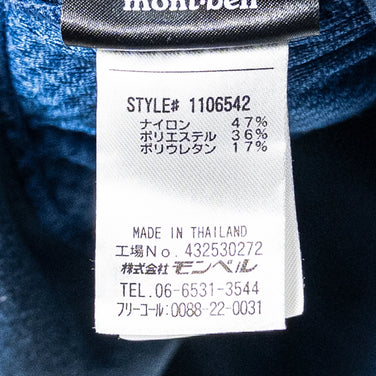 mont-bell
STYLE# 1106542
ナイロン 47%
ポリエステル 36%
ポリウレタン 17%
MADE IN THAILAND
工場No. 432530272
株式会社 モンベル
TEL. 06-6531-3544
フリーコール: 0088-22-0031